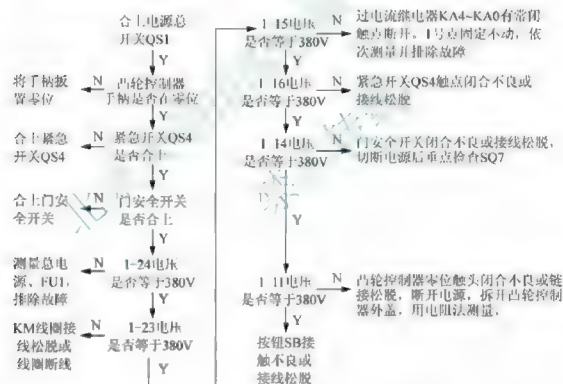 合上电源总
开关QS1
Y
将手柄扳
置零位
N
凸轮控制器
手柄是否在零位
Y
合上紧急
开关QS4
N
紧急开关QS4
是否合上
Y
合上门安
全开关
N
门安全开关
是否合上
Y
测量总电
源、FU1,
排除故障
N
1-24电压
是否等于380V
Y
KM线圈接
线松脱或
线圈断线
N
1-23电压
是否等于380V
Y
1-15电压
是否等于380V
N
过电流继电器KA4~KA0有常闭
触点断开。1号点固定不动,依
次测量并排除故障
Y
1-16电压
是否等于380V
N
紧急开关QS4触点闭合不良或
接线松脱
Y
1-14电压
是否等于380V
N
门安全开关闭合不良或接线松脱,
切断电源后重点检查SQ7
Y
1-11电压
是否等于380V
N
凸轮控制器零位触头闭合不良或链
接松脱,断开电源,拆开凸轮控制
器外盖,用电阻法测量。
Y
按钮SB接
触不良或
接线松脱